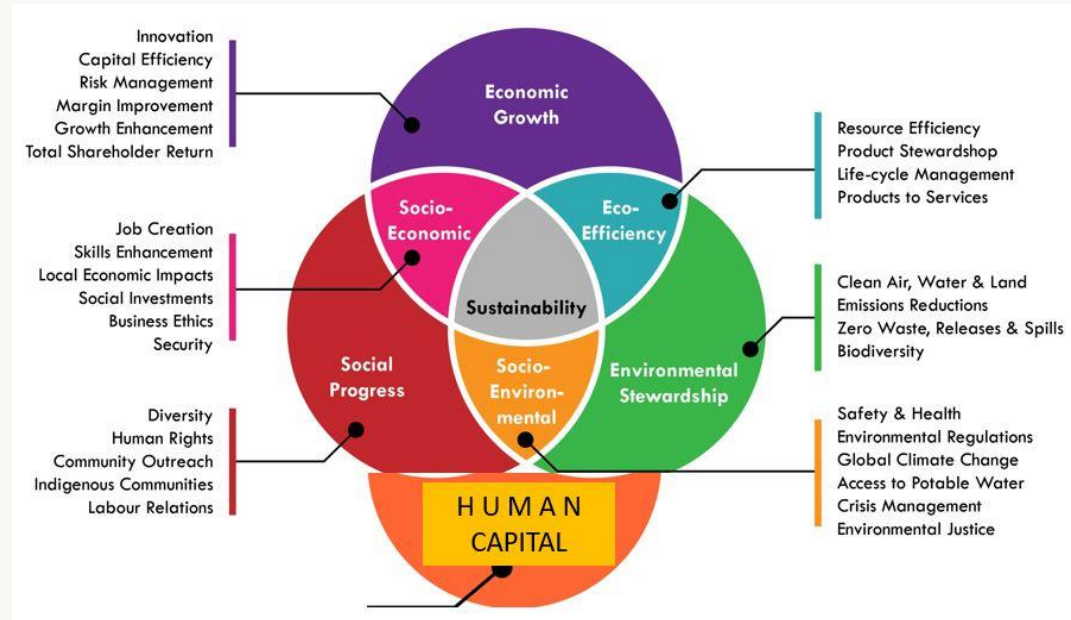 Innovation
Capital Efficiency
Risk Management
Margin Improvement
Growth Enhancement
Total Shareholder Return
Job Creation
Skills Enhancement
Local Economic Impacts
Social Investments
Business Ethics
Security
Diversity
Human Rights
Community Outreach
Indigenous Communities
Labour Relations
Economic
Growth
Socio-
Economic
Eco-
Efficiency
Sustainability
Social
Progress
Socio-
Environ-
mental
Environmental
Stewardship
H U M A N
CAPITAL
Resource Efficiency
Product Stewardshop
Life-cycle Management
Products to Services
Clean Air, Water & Land
Emissions Reductions
Zero Waste, Releases & Spills
Biodiversity
Safety & Health
Environmental Regulations
Global Climate Change
Access to Potable Water
Crisis Management
Environmental Justice